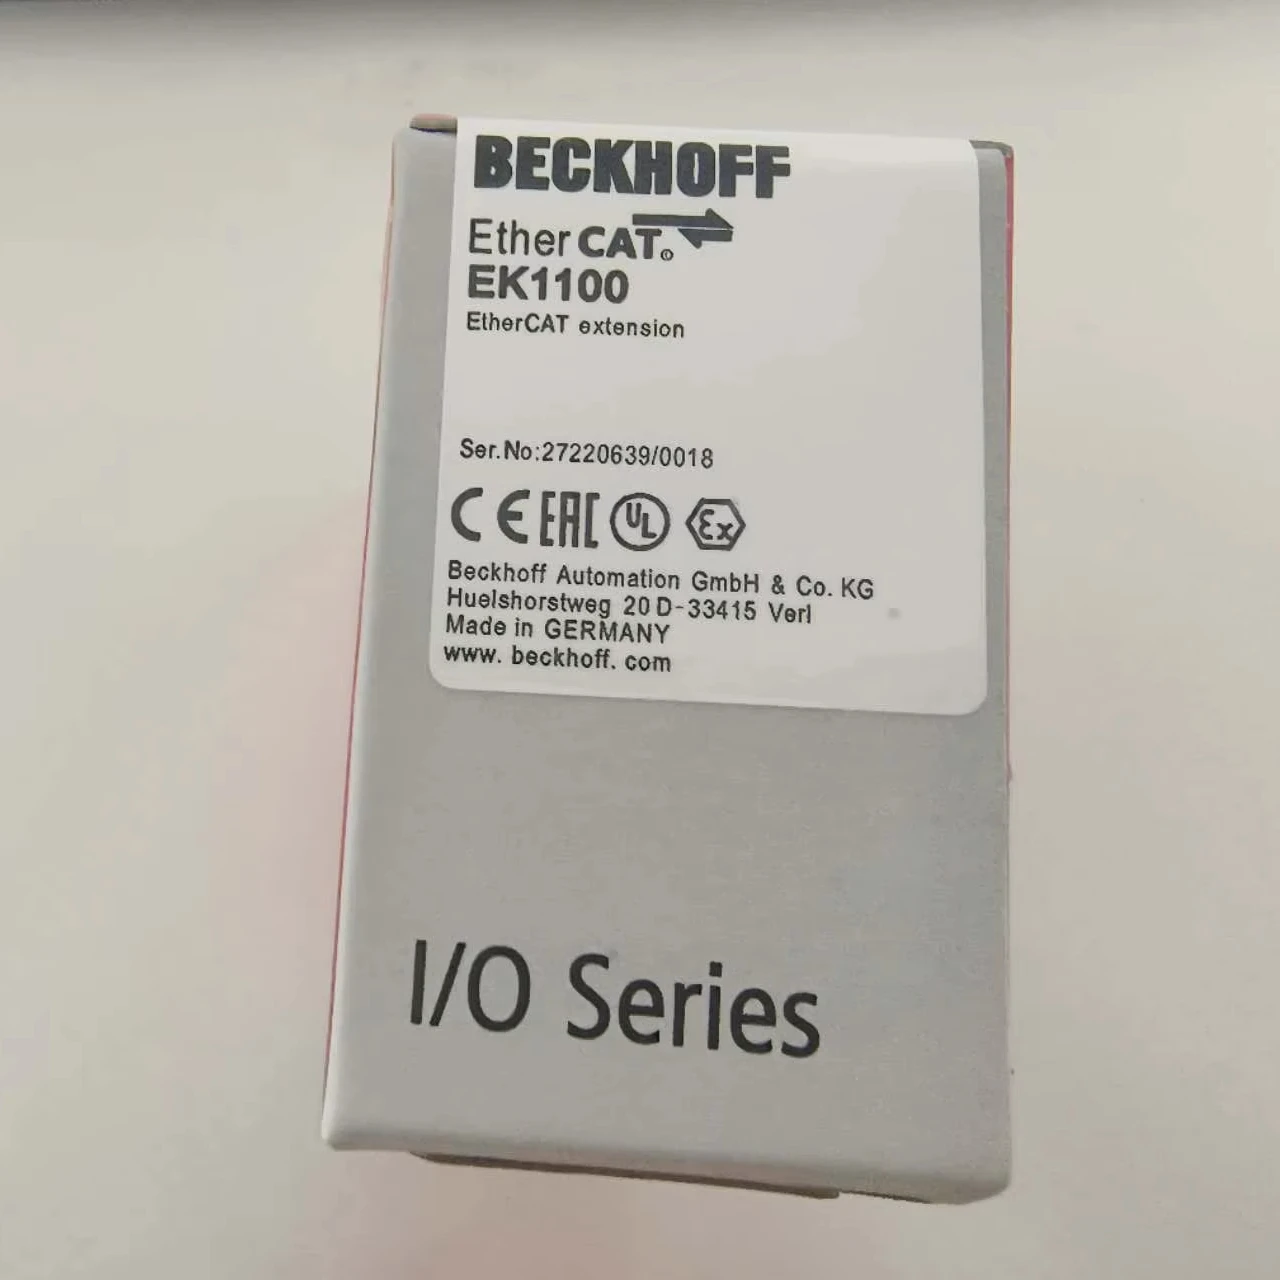 BECKHOFF
EtherCAT®
EK1100
EtherCAT extension
Ser.No:27220639/0018
CE EAC UL Ex
Beckhoff Automation GmbH & Co. KG
Huelshorstweg 20 D-33415 Verl
Made in GERMANY
www. beckhoff. com
I/O Series